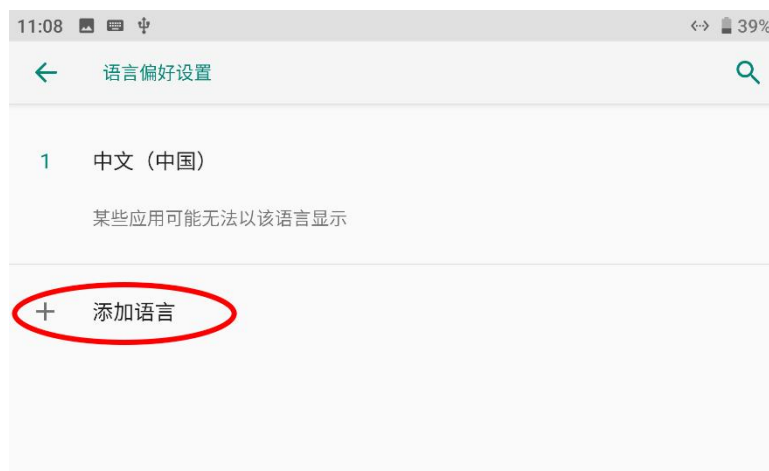 11:08
39%
语言偏好设置
1 中文（中国）
某些应用可能无法以该语言显示
+ 添加语言